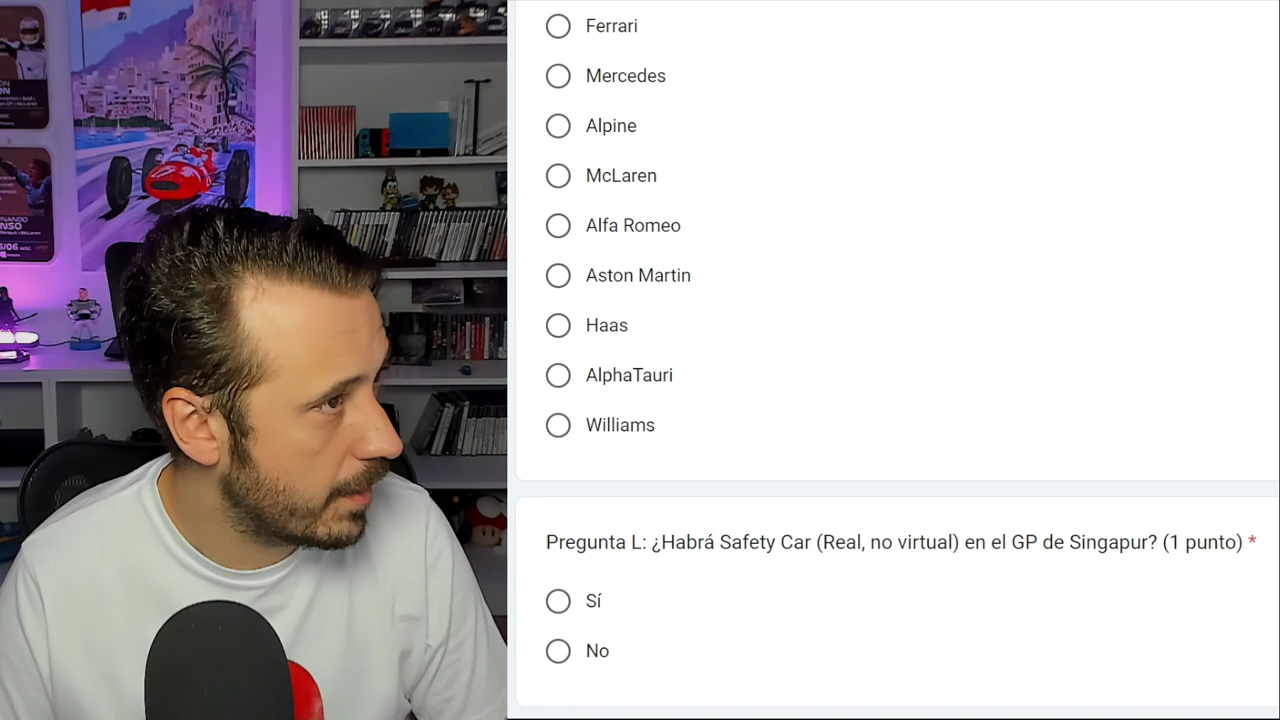 Ferrari
Mercedes
Alpine
McLaren
Alfa Romeo
Aston Martin
Haas
AlphaTauri
Williams
Pregunta L: ¿Habrá Safety Car (Real, no virtual) en el GP de Singapur? (1 punto) *
Sí
No